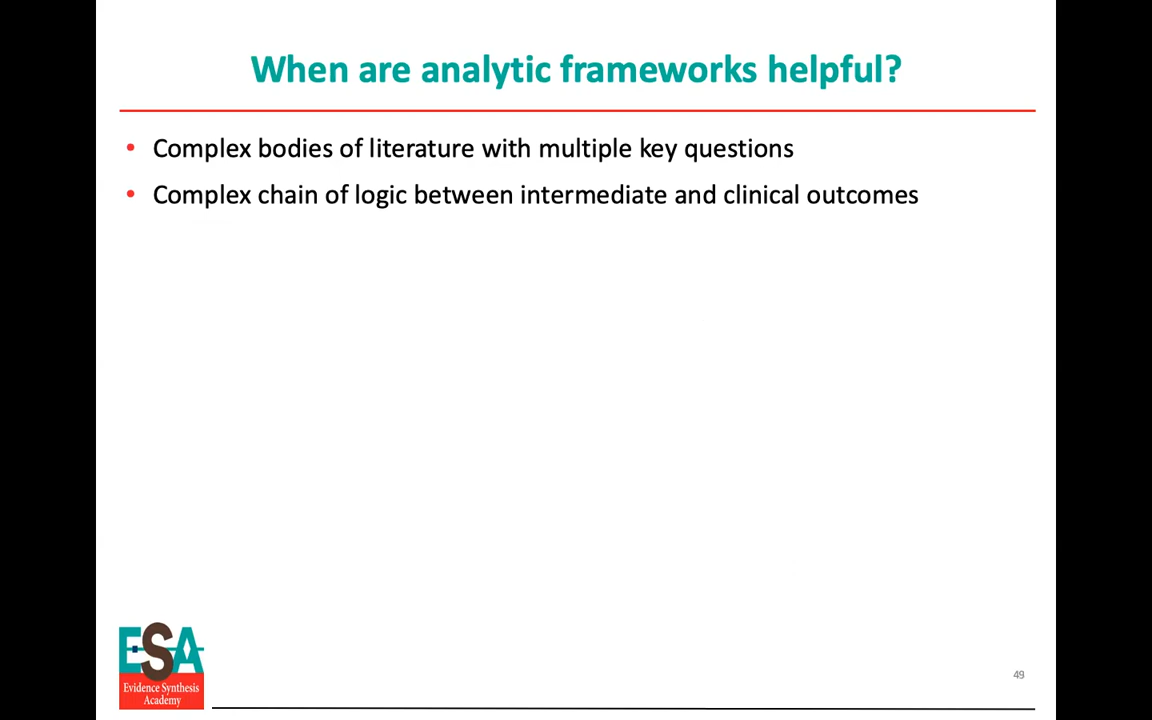 When are analytic frameworks helpful?
• Complex bodies of literature with multiple key questions
• Complex chain of logic between intermediate and clinical outcomes
ESA
Evidence Synthesis
Academy
49